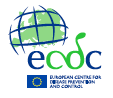 ecdc
EUROPEAN CENTRE FOR
DISEASE PREVENTION
AND CONTROL